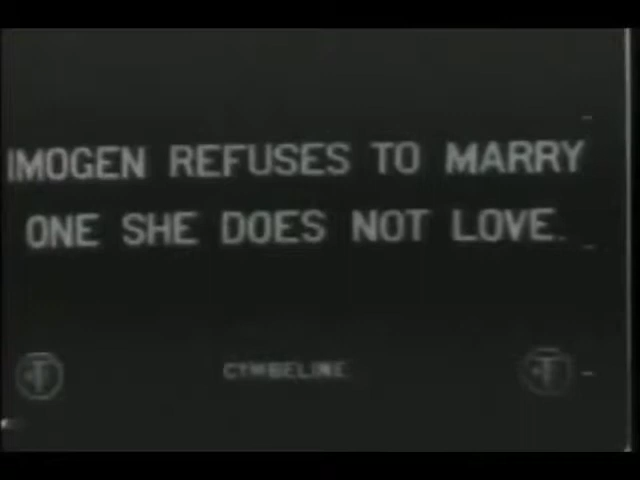 IMOGEN REFUSES TO MARRY
ONE SHE DOES NOT LOVE.
T CYMBELINE T